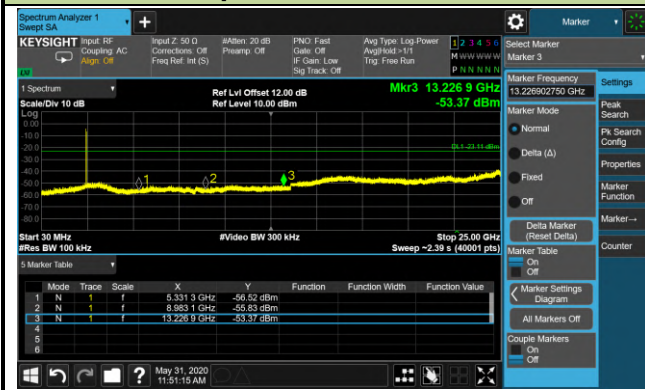 Spectrum Analyzer 1
Swept SA
Marker
KEYSIGHT Input: RF Input Z: 50 Ω #Atten: 20 dB PNO: Fast Avg Type: Log-Power 1 2 3 4 5 6
Coupling: AC Corrections: Off Preamp: Off Gate: Off Avg|Hold:>1/1 M W W W W W
Align: Off Freq Ref: Int (S) IF Gain: Low Trig: Free Run P N N N N N
Sig Track: Off
LXI
1 Spectrum
Scale/Div 10 dB
Ref Lvl Offset 12.00 dB
Ref Level 10.00 dBm
Mkr3 13.226 9 GHz
-53.37 dBm
Log
0.00
-10.0
-20.0
-30.0
-40.0
-50.0
-60.0
-70.0
-80.0
DL1 -23.11 dBm
1
2
3
Start 30 MHz #Video BW 300 kHz Stop 25.00 GHz
#Res BW 100 kHz Sweep ~2.39 s (40001 pts)
5 Marker Table
Mode Trace Scale X Y Function Function Width Function Value
1 N 1 f 5.331 3 GHz -56.52 dBm
2 N 1 f 8.983 1 GHz -55.83 dBm
3 N 1 f 13.226 9 GHz -53.37 dBm
4
5
6
Select Marker
Marker 3
Marker Frequency
13.226902750 GHz
Marker Mode
Normal
Delta (Δ)
Fixed
Off
Delta Marker
(Reset Delta)
Marker Table
On
Off
Marker Settings
Diagram
All Markers Off
Couple Markers
On
Off
Settings
Peak
Search
Pk Search
Config
Properties
Marker
Function
Marker→
Counter
May 31, 2020
11:51:15 AM